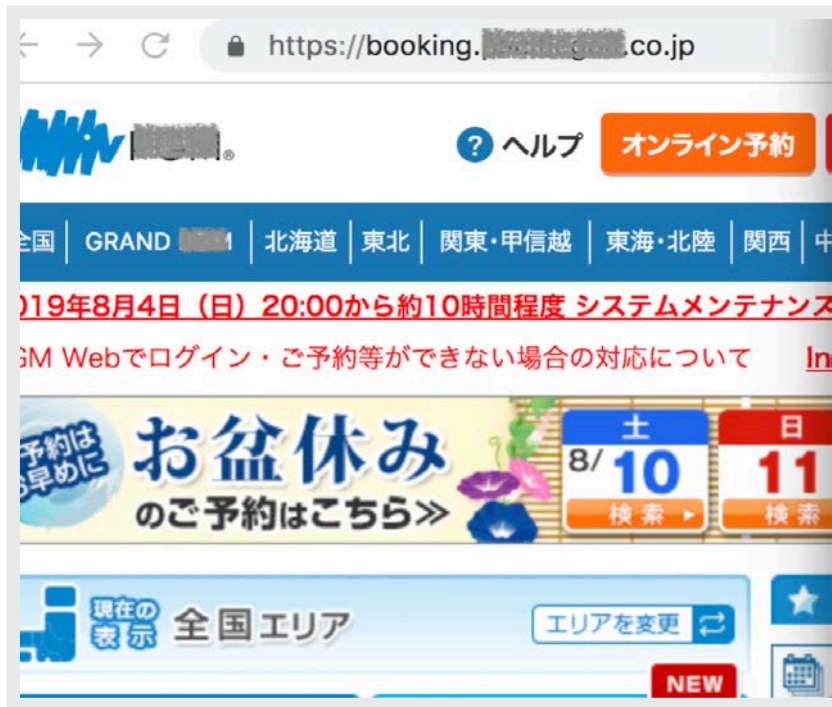 https://booking. .co.jp
? ヘルプ オンライン予約
全国 GRAND 北海道 東北 関東・甲信越 東海・北陸 関西 中
019年8月4日（日）20:00から約10時間程度 システムメンテナンス
GM Webでログイン・ご予約等ができない場合の対応について In
予約は
お早めに
お盆休み
のご予約はこちら≫
土
8/10
検索
日
11
検索
現在の
表示
全国エリア
エリアを変更
NEW